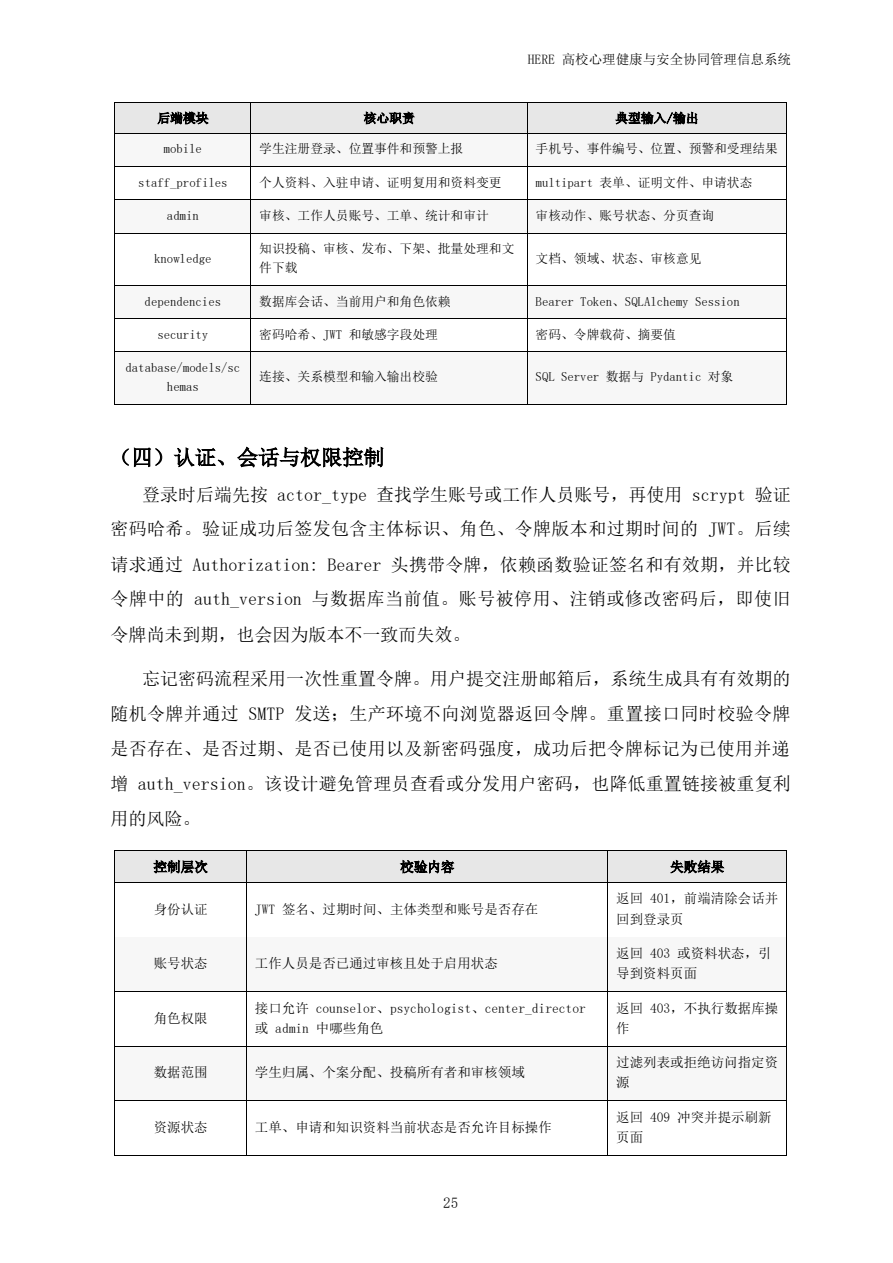 HERE 高校心理健康与安全协同管理信息系统
后端模块 核心职责 典型输入/输出
mobile 学生注册登录、位置事件和预警上报 手机号、事件编号、位置、预警和受理结果
staff_profiles 个人资料、入驻申请、证明复用和资料变更 multipart 表单、证明文件、申请状态
admin 审核、工作人员账号、工单、统计和审计 审核动作、账号状态、分页查询
knowledge 知识投稿、审核、发布、下架、批量处理和文
件下载 文档、领域、状态、审核意见
dependencies 数据库会话、当前用户和角色依赖 Bearer Token、SQLAlchemy Session
security 密码哈希、JWT 和敏感字段处理 密码、令牌载荷、摘要值
database/models/sc
hemas 连接、关系模型和输入输出校验 SQL Server 数据与 Pydantic 对象
（四）认证、会话与权限控制
登录时后端先按 actor_type 查找学生账号或工作人员账号，再使用 scrypt 验证
密码哈希。验证成功后签发包含主体标识、角色、令牌版本和过期时间的 JWT。后续
请求通过 Authorization: Bearer 头携带令牌，依赖函数验证签名和有效期，并比较
令牌中的 auth_version 与数据库当前值。账号被停用、注销或修改密码后，即使旧
令牌尚未到期，也会因为版本不一致而失效。
忘记密码流程采用一次性重置令牌。用户提交注册邮箱后，系统生成具有有效期的
随机令牌并通过 SMTP 发送；生产环境不向浏览器返回令牌。重置接口同时校验令牌
是否存在、是否过期、是否已使用以及新密码强度，成功后把令牌标记为已使用并递
增 auth_version。该设计避免管理员查看或分发用户密码，也降低重置链接被重复利
用的风险。
控制层次 校验内容 失败结果
身份认证 JWT 签名、过期时间、主体类型和账号是否存在 返回 401，前端清除会话并
回到登录页
账号状态 工作人员是否已通过审核且处于启用状态 返回 403 或资料状态，引
导到资料页面
角色权限 接口允许 counselor、psychologist、center_director
或 admin 中哪些角色 返回 403，不执行数据库操
作
数据范围 学生归属、个案分配、投稿所有者和审核领域 过滤列表或拒绝访问指定资
源
资源状态 工单、申请和知识资料当前状态是否允许目标操作 返回 409 冲突并提示刷新
页面
25